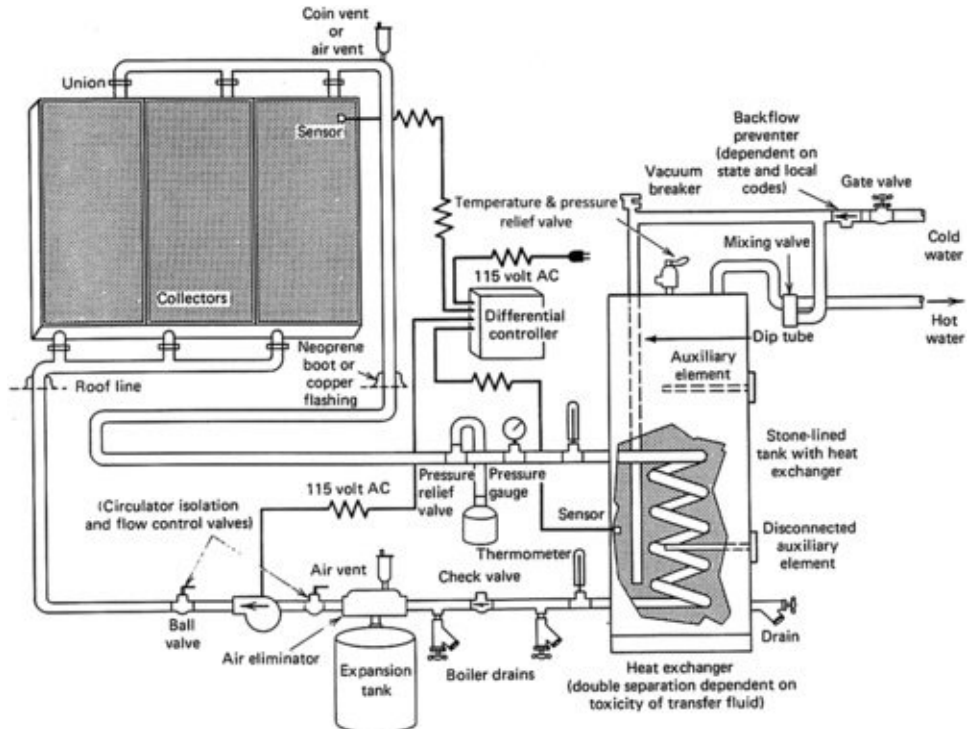 Coin vent
or
air vent
Union
Sensor
Collectors
Backflow
preventer
(dependent on
state and local
codes)
Gate valve
Vacuum
breaker
Temperature & pressure
relief valve
Mixing valve
Cold
water
115 volt AC
Differential
controller
Hot
water
Dip tube
Neoprene
boot or
copper
flashing
Roof line
Auxiliary
element
Stone-lined
tank with heat
exchanger
Pressure
relief
valve
Pressure
gauge
115 volt AC
(Circulator isolation
and flow control valves)
Sensor
Disconnected
auxiliary
element
Thermometer
Air vent
Check valve
Ball
valve
Air eliminator
Expansion
tank
Boiler drains
Drain
Heat exchanger
(double separation dependent on
toxicity of transfer fluid)